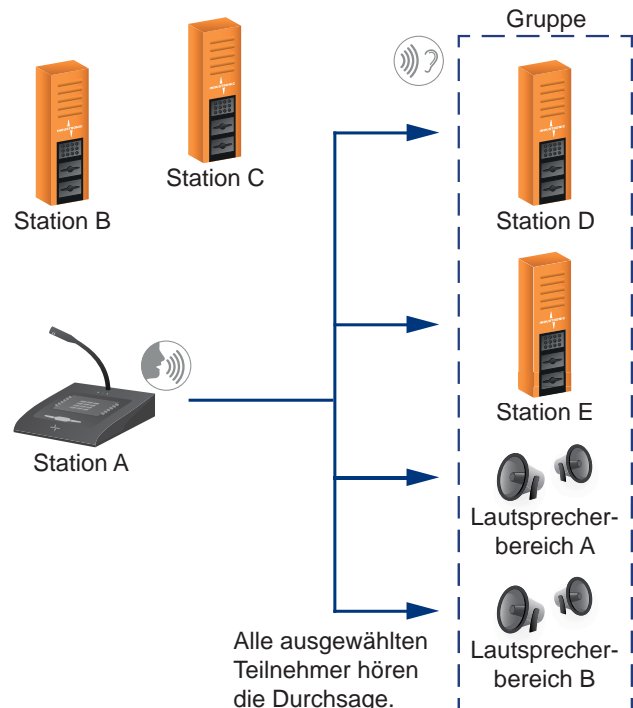 Gruppe
Station B
Station C
Station D
Station A
Station E
Lautsprecher-
bereich A
Lautsprecher-
bereich B
Alle ausgewählten
Teilnehmer hören
die Durchsage.